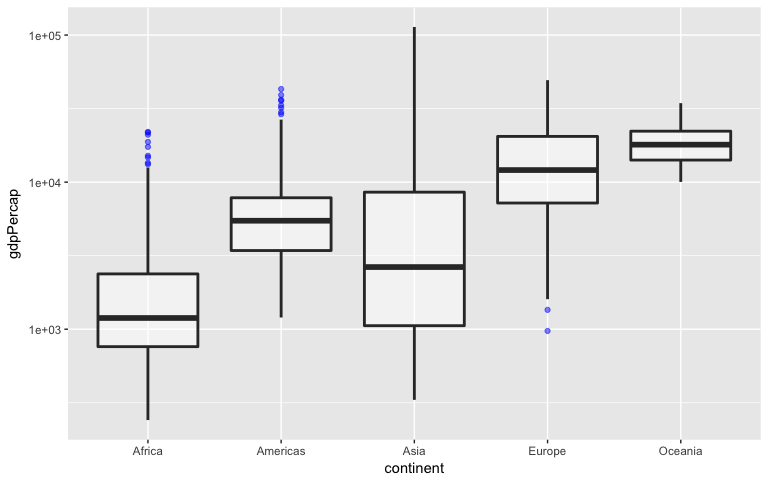 1e+05
1e+04
1e+03
gdpPercap
Africa Americas Asia Europe Oceania
continent